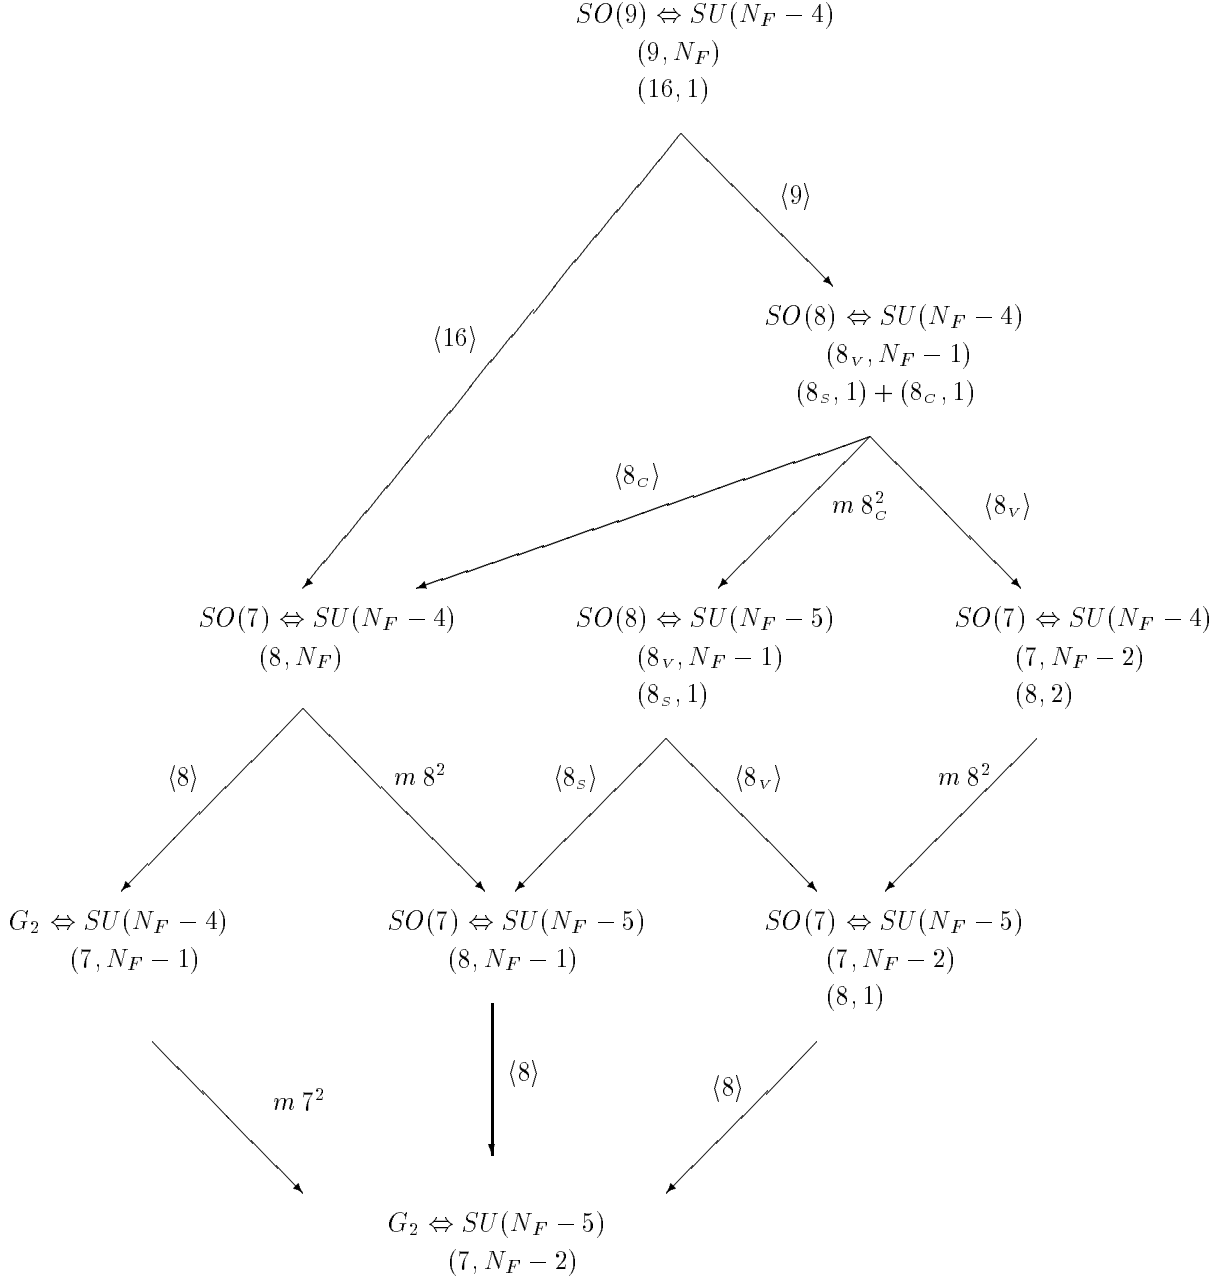 SO(9) ⇔ SU(N_F − 4)
(9, N_F)
(16, 1)
⟨9⟩
⟨16⟩
SO(8) ⇔ SU(N_F − 4)
(8_V, N_F − 1)
(8_S, 1) + (8_C, 1)
⟨8_C⟩
m 8_C^2
⟨8_V⟩
SO(7) ⇔ SU(N_F − 4)
(8, N_F)
SO(8) ⇔ SU(N_F − 5)
(8_V, N_F − 1)
(8_S, 1)
SO(7) ⇔ SU(N_F − 4)
(7, N_F − 2)
(8, 2)
⟨8⟩
m 8^2
⟨8_S⟩
⟨8_V⟩
m 8^2
G_2 ⇔ SU(N_F − 4)
(7, N_F − 1)
SO(7) ⇔ SU(N_F − 5)
(8, N_F − 1)
SO(7) ⇔ SU(N_F − 5)
(7, N_F − 2)
(8, 1)
m 7^2
⟨8⟩
⟨8⟩
G_2 ⇔ SU(N_F − 5)
(7, N_F − 2)